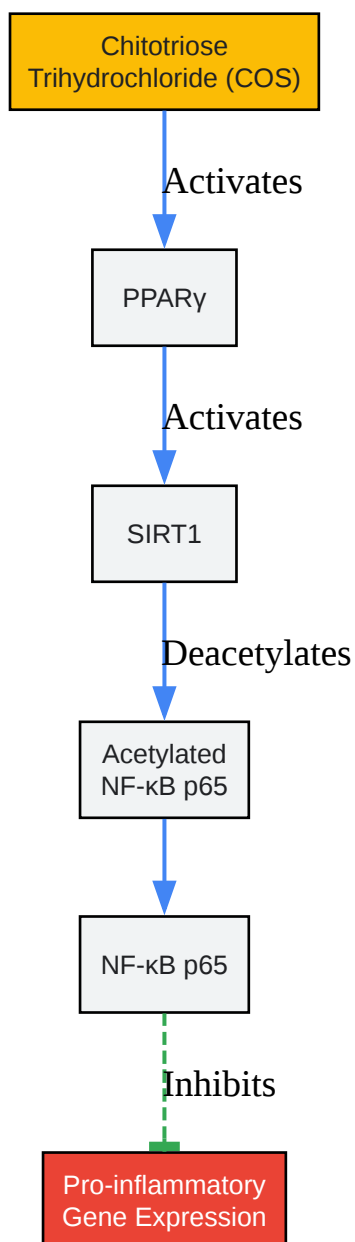 Chitotriose
Trihydrochloride (COS)
Activates
PPARγ
Activates
SIRT1
Deacetylates
Acetylated
NF-κB p65
NF-κB p65
Inhibits
Pro-inflammatory
Gene Expression